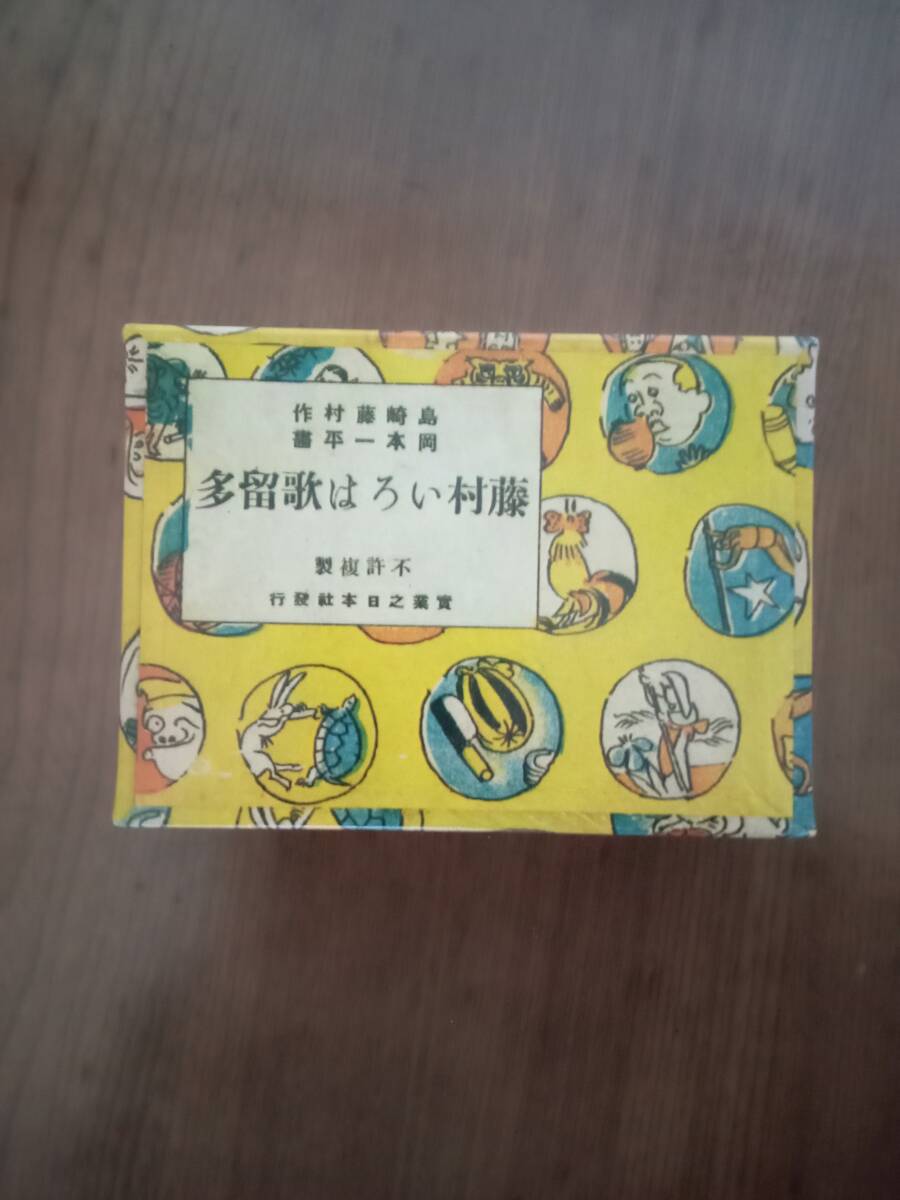 島崎藤村作
岡本一平畫
藤村いろは歌留多
不許複製
實業之日本社發行